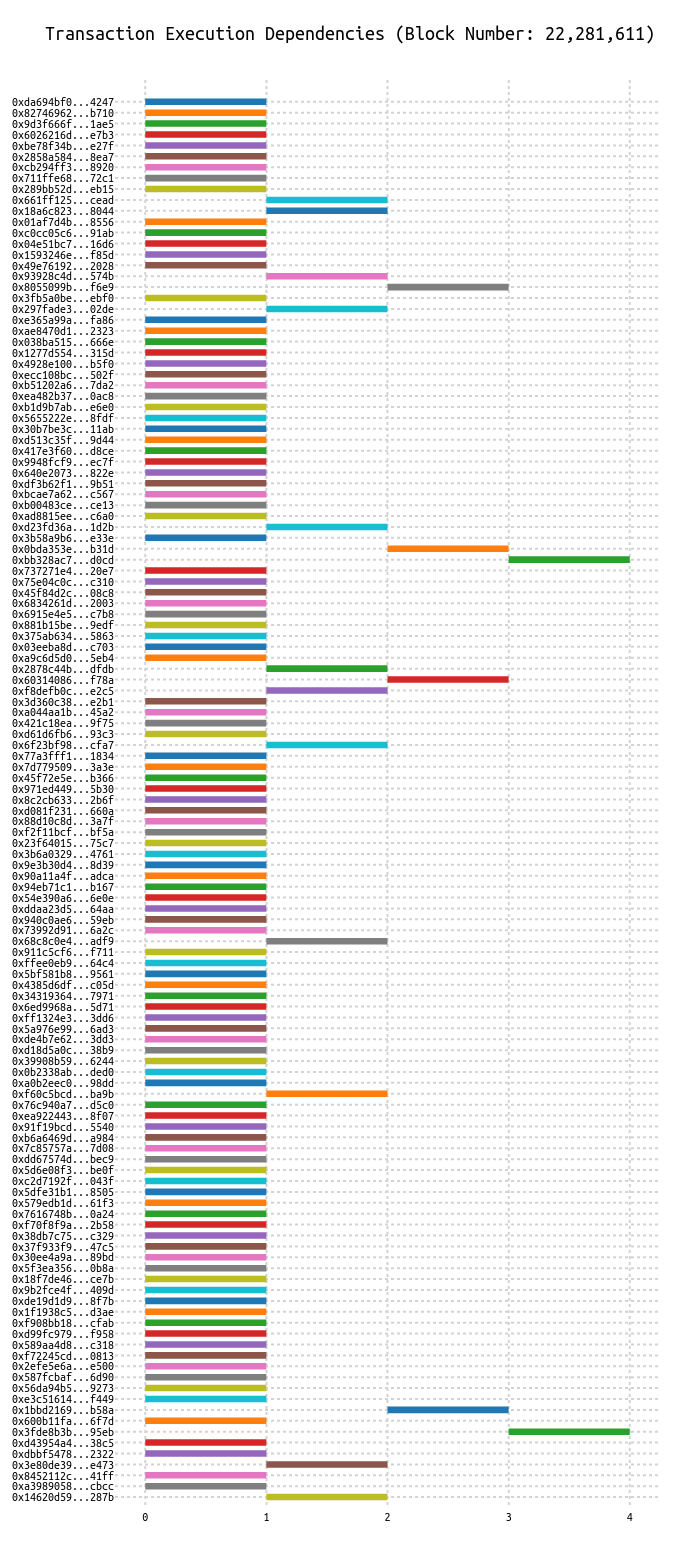 Transaction Execution Dependencies (Block Number: 22,281,611)
0xda694bf0...4247
0x82746962...b710
0x9d3f666f...1ae5
0x6026216d...e7b3
0xbe78f34b...e27f
0x2858a584...8ea7
0xcb294ff3...8920
0x711ffe68...72c1
0x289bb52d...eb15
0x661ff125...cead
0x18a6c823...8044
0x01af7d4b...8556
0xc0cc05c6...91ab
0x04e51bc7...16d6
0x1593246e...f85d
0x49e76192...2028
0x93928c4d...574b
0x8055099b...f6e9
0x3fb5a0be...ebf0
0x297fade3...02de
0xe365a99a...fa86
0xae8470d1...2323
0x038ba515...666e
0x1277d554...315d
0x4928e100...b5f0
0xecc108bc...502f
0xb51202a6...7da2
0xea482b37...0ac8
0xb1d9b7ab...e6e0
0x5655222e...8fdf
0x30b7be3c...11ab
0xd513c35f...9d44
0x417e3f60...d8ce
0x9948fcf9...ec7f
0x640e2073...822e
0xdf3b62f1...9b51
0xbcae7a62...c567
0xb00483ce...ce13
0xad8815ee...c6a0
0xd23fd36a...1d2b
0x3b58a9b6...e33e
0x0bda353e...b31d
0xbb328ac7...d0cd
0x737271e4...20e7
0x75e04c0c...c310
0x45f84d2c...08c8
0x6834261d...2003
0x6915e4e5...c7b8
0x881b15be...9edf
0x375ab634...5863
0x03eeba8d...c703
0xa9c6d5d0...5eb4
0x2878c44b...dfdb
0x60314086...f78a
0xf8defb0c...e2c5
0x3d360c38...e2b1
0xa044aa1b...45a2
0x421c18ea...9f75
0xd61d6fb6...93c3
0x6f23bf98...cfa7
0x77a3fff1...1834
0x7d779509...3a3e
0x45f72e5e...b366
0x971ed449...5b30
0x8c2cb633...2b6f
0xd081f231...660a
0x88d10c8d...3a7f
0xf2f11bcf...bf5a
0x23f64015...75c7
0x3b6a0329...4761
0x9e3b30d4...8d39
0x90a11a4f...adca
0x94eb71c1...b167
0x54e390a6...6e0e
0xddaa23d5...64aa
0x940c0ae6...59eb
0x73992d91...6a2c
0x68c8c0e4...adf9
0x911c5cf6...f711
0xffee0eb9...64c4
0x5bf581b8...9561
0x4385d6df...c05d
0x34319364...7971
0x6ed9968a...5d71
0xff1324e3...3dd6
0x5a976e99...6ad3
0xde4b7e62...3dd3
0xd18d5a0c...38b9
0x39908b59...6244
0x0b2338ab...ded0
0xa0b2eec0...98dd
0xf60c5bcd...ba9b
0x76c940a7...d5c0
0xea922443...8f07
0x91f19bcd...5540
0xb6a6469d...a984
0x7c85757a...7d08
0xdd67574d...bec9
0x5d6e08f3...be0f
0xc2d7192f...043f
0x5dfe31b1...8505
0x579edb1d...61f3
0x7616748b...0a24
0xf70f8f9a...2b58
0x38db7c75...c329
0x37f933f9...47c5
0x30ee4a9a...89bd
0x5f3ea356...0b8a
0x18f7de46...ce7b
0x9b2fce4f...409d
0xde19d1d9...8f7b
0x1f1938c5...d3ae
0xf908bb18...cfab
0xd99fc979...f958
0x589aa4d8...c318
0xf72245cd...0813
0x2efe5e6a...e500
0x587fcbaf...6d90
0x56da94b5...9273
0xe3c51614...f449
0x1bbd2169...b58a
0x600b11fa...6f7d
0x3fde8b3b...95eb
0xd43954a4...38c5
0xdbbf5478...2322
0x3e80de39...e473
0x8452112c...41ff
0xa3989058...cbcc
0x14620d59...287b
0 1 2 3 4